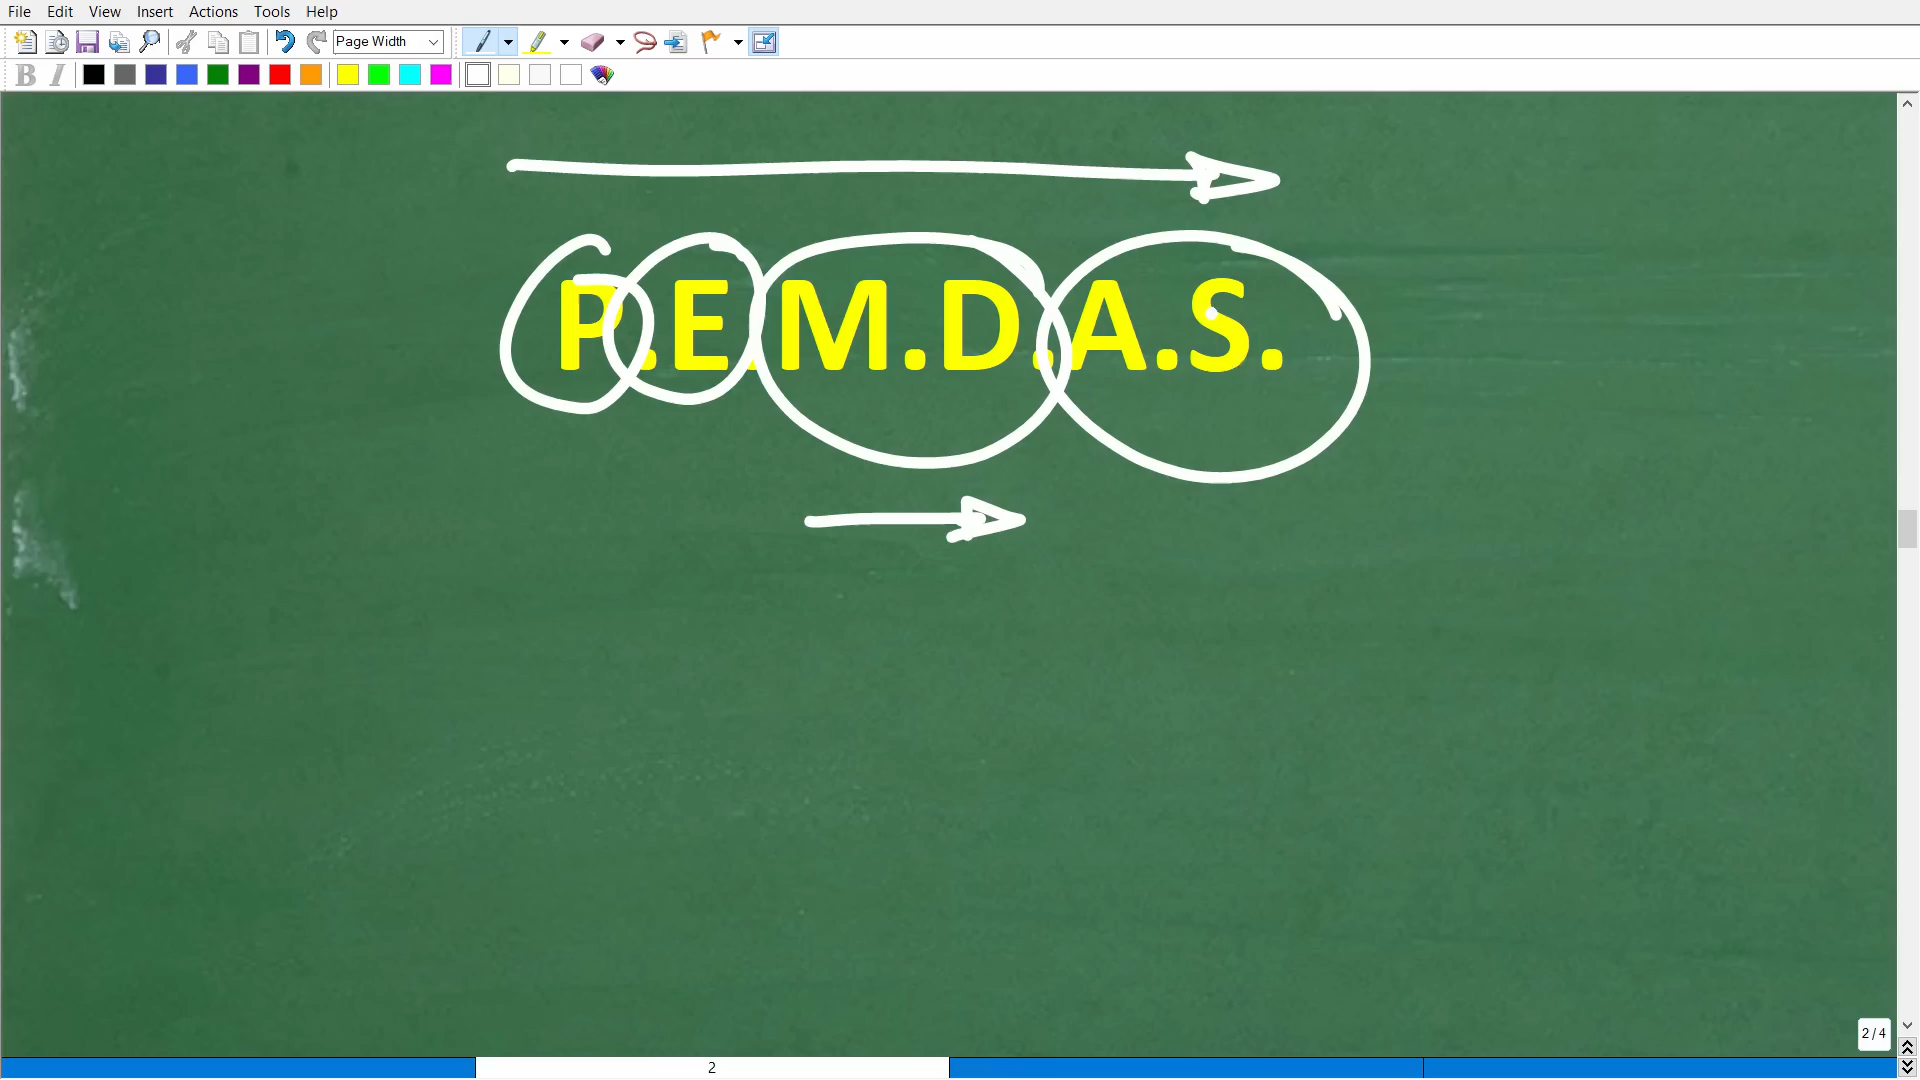 File Edit View Insert Actions Tools Help
Page Width
B I
P.E.M.D.A.S.
2 / 4
2